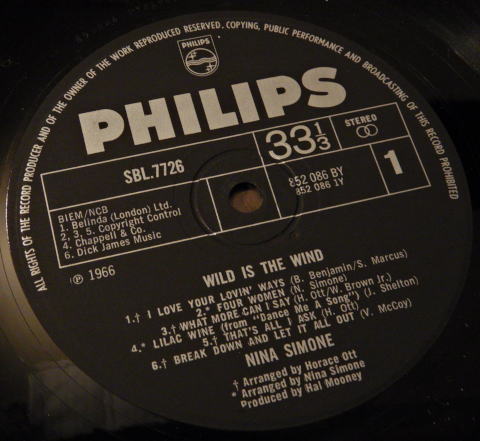 ALL RIGHTS OF THE RECORD PRODUCER AND OF THE OWNER OF THE WORK REPRODUCED RESERVED. COPYING, PUBLIC PERFORMANCE AND BROADCASTING OF THIS RECORD PROHIBITED
PHILIPS
PHILIPS
SBL.7726
33⅓
STEREO
852 086 BY
852 086 1Y
1
BIEM/NCB
1. Belinda (London) Ltd.
2, 3, 5. Copyright Control
4. Chappell & Co.
6. Dick James Music
℗ 1966
WILD IS THE WIND
1.† I LOVE YOUR LOVIN' WAYS (B. Benjamin/S. Marcus)
2.* FOUR WOMEN (N. Simone)
3.† WHAT MORE CAN I SAY (H. Ott/W. Brown Jr.)
4.* LILAC WINE (from "Dance Me A Song") (J. Shelton)
5.† THAT'S ALL I ASK (H. Ott)
6.† BREAK DOWN AND LET IT ALL OUT (V. McCoy)
NINA SIMONE
† Arranged by Horace Ott
* Arranged by Nina Simone
Produced by Hal Mooney